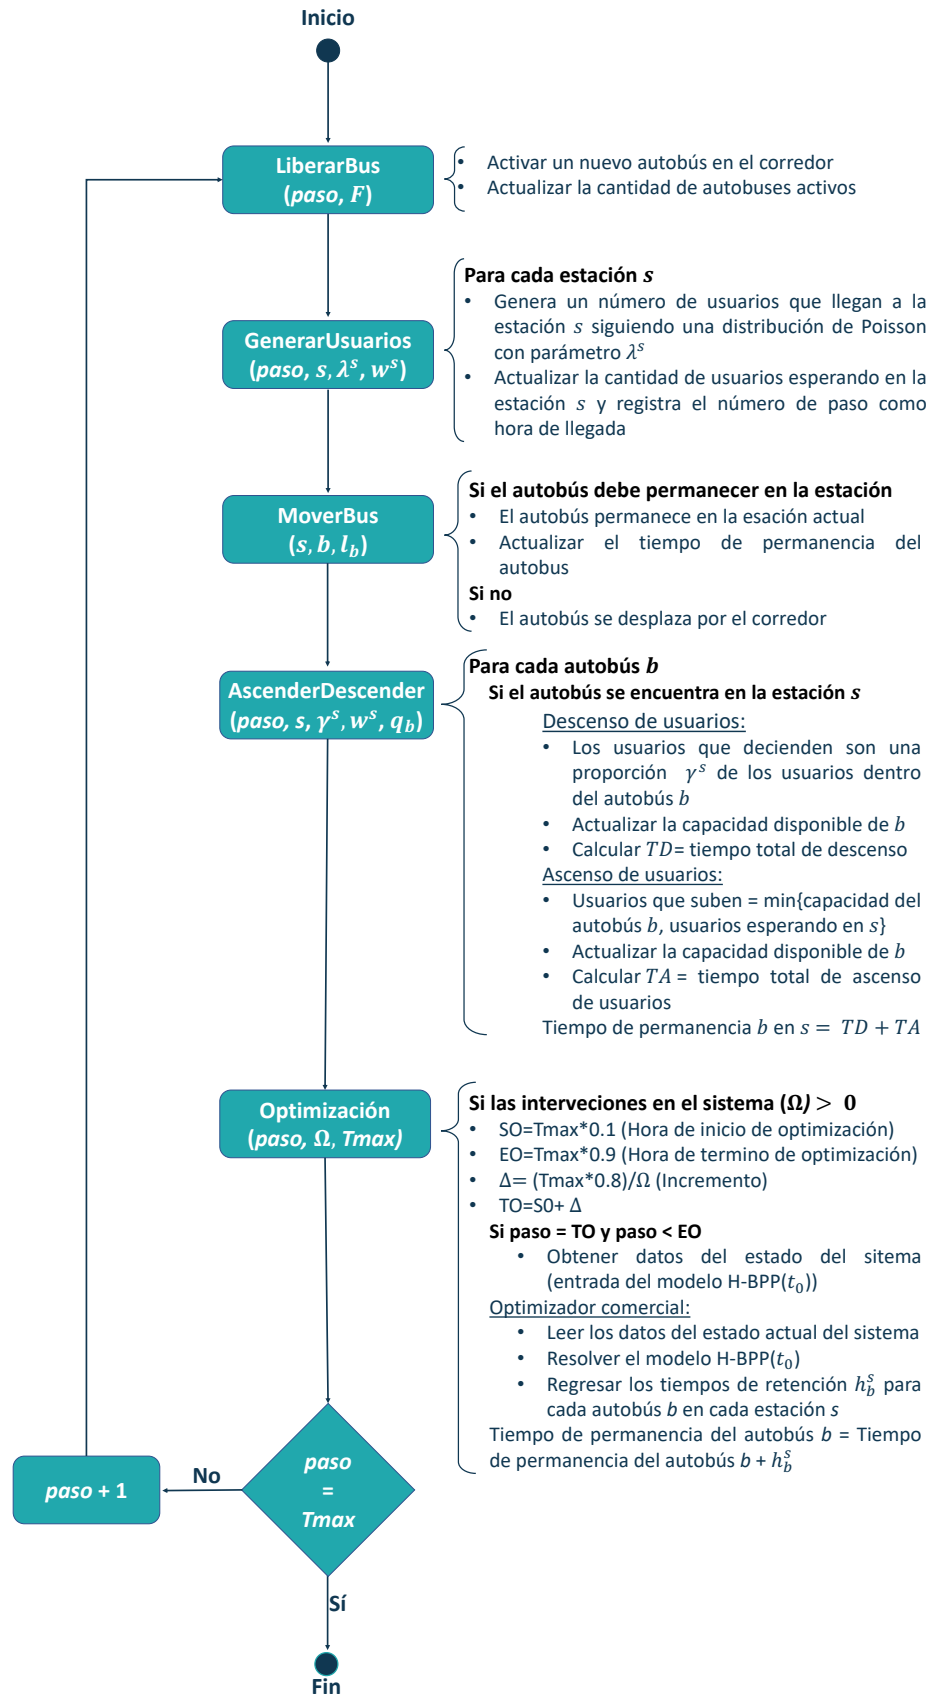 Inicio
LiberarBus
(paso, F)
• Activar un nuevo autobús en el corredor
• Actualizar la cantidad de autobuses activos
Para cada estación s
• Genera un número de usuarios que llegan a la
estación s siguiendo una distribución de Poisson
con parámetro λ^s
• Actualizar la cantidad de usuarios esperando en la
estación s y registra el número de paso como
hora de llegada
GenerarUsuarios
(paso, s, λ^s, w^s)
Si el autobús debe permanecer en la estación
• El autobús permanece en la esación actual
• Actualizar el tiempo de permanencia del
autobus
Si no
• El autobús se desplaza por el corredor
MoverBus
(s, b, l_b)
Para cada autobús b
Si el autobús se encuentra en la estación s
Descenso de usuarios:
• Los usuarios que decienden son una
proporción γ^s de los usuarios dentro
del autobús b
• Actualizar la capacidad disponible de b
• Calcular TD= tiempo total de descenso
Ascenso de usuarios:
• Usuarios que suben = min{capacidad del
autobús b, usuarios esperando en s}
• Actualizar la capacidad disponible de b
• Calcular TA = tiempo total de ascenso
de usuarios
Tiempo de permanencia b en s = TD + TA
AscenderDescender
(paso, s, γ^s, w^s, q_b)
Optimización
(paso, Ω, Tmax)
Si las interveciones en el sistema (Ω) > 0
• SO=Tmax*0.1 (Hora de inicio de optimización)
• EO=Tmax*0.9 (Hora de termino de optimización)
• Δ= (Tmax*0.8)/Ω (Incremento)
• TO=S0+ Δ
Si paso = TO y paso < EO
• Obtener datos del estado del sitema
(entrada del modelo H-BPP(t_0))
Optimizador comercial:
• Leer los datos del estado actual del sistema
• Resolver el modelo H-BPP(t_0)
• Regresar los tiempos de retención h_b^s para
cada autobús b en cada estación s
Tiempo de permanencia del autobús b = Tiempo
de permanencia del autobús b + h_b^s
paso
=
Tmax
No
paso + 1
Sí
Fin